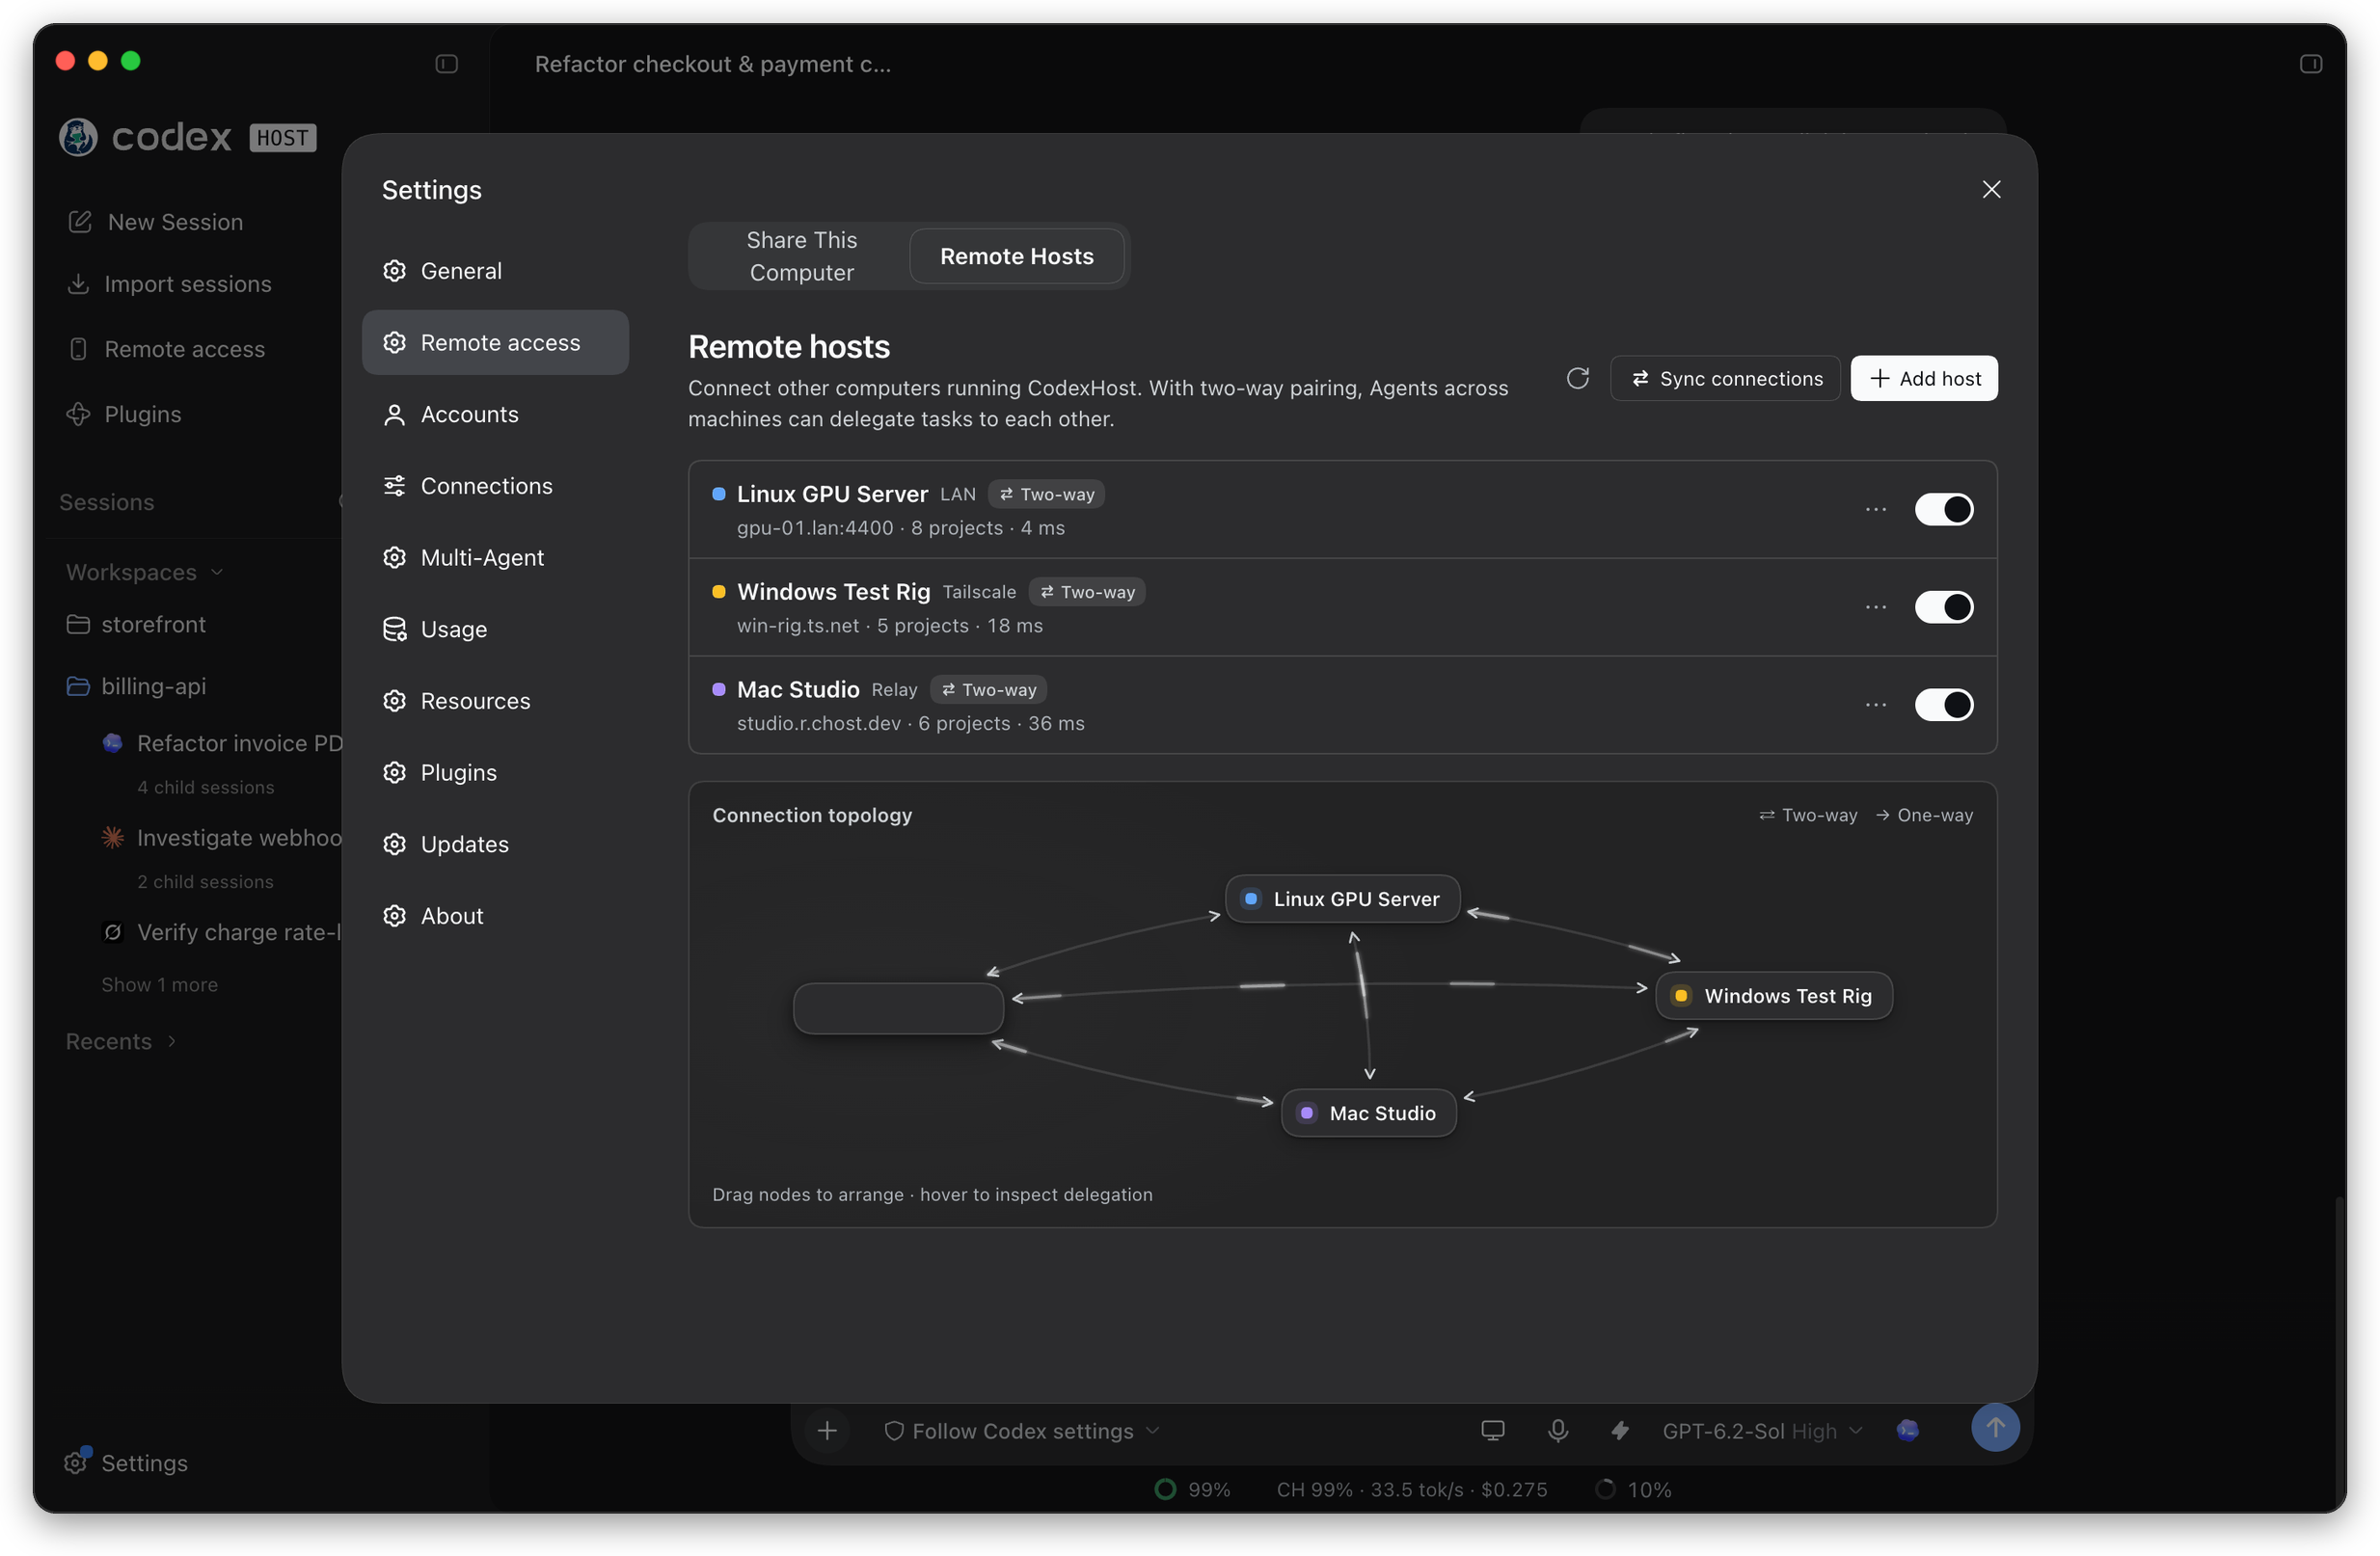 Refactor checkout & payment c...
codex HOST
New Session
Import sessions
Remote access
Plugins
Sessions
Workspaces
storefront
billing-api
Refactor invoice PD
4 child sessions
Investigate webhoo
2 child sessions
Verify charge rate-l
Show 1 more
Recents
Settings
Settings
General
Remote access
Accounts
Connections
Multi-Agent
Usage
Resources
Plugins
Updates
About
Share This
Computer
Remote Hosts
Remote hosts
Connect other computers running CodexHost. With two-way pairing, Agents across
machines can delegate tasks to each other.
Sync connections
Add host
Linux GPU Server LAN Two-way
gpu-01.lan:4400 · 8 projects · 4 ms
Windows Test Rig Tailscale Two-way
win-rig.ts.net · 5 projects · 18 ms
Mac Studio Relay Two-way
studio.r.chost.dev · 6 projects · 36 ms
Connection topology
Two-way One-way
Linux GPU Server
Windows Test Rig
Mac Studio
Drag nodes to arrange · hover to inspect delegation
Follow Codex settings
GPT-6.2-Sol High
99% CH 99% · 33.5 tok/s · $0.275 10%